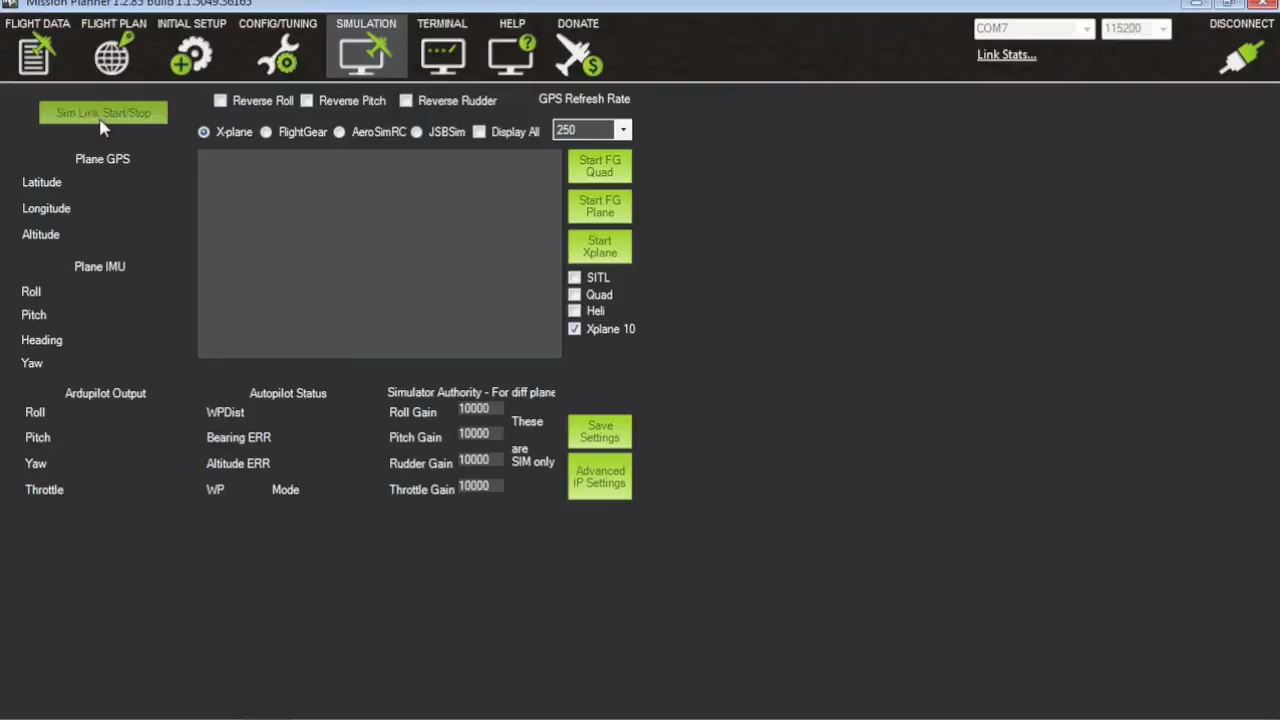 Mission Planner 1.2.85 build 1.1.5049.36165
FLIGHT DATA FLIGHT PLAN INITIAL SETUP CONFIG/TUNING SIMULATION TERMINAL HELP DONATE
COM7 115200 DISCONNECT
Link Stats...
Sim Link Start/Stop
Reverse Roll Reverse Pitch Reverse Rudder GPS Refresh Rate
X-plane FlightGear AeroSimRC JSBSim Display All 250
Plane GPS
Latitude
Longitude
Altitude
Plane IMU
Roll
Pitch
Heading
Yaw
Start FG
Quad
Start FG
Plane
Start
Xplane
SITL
Quad
Heli
Xplane 10
Ardupilot Output
Roll
Pitch
Yaw
Throttle
Autopilot Status
WPDist
Bearing ERR
Altitude ERR
WP Mode
Simulator Authority - For diff plane
Roll Gain 10000
Pitch Gain 10000
Rudder Gain 10000
Throttle Gain 10000
These
are
SIM only
Save
Settings
Advanced
IP Settings